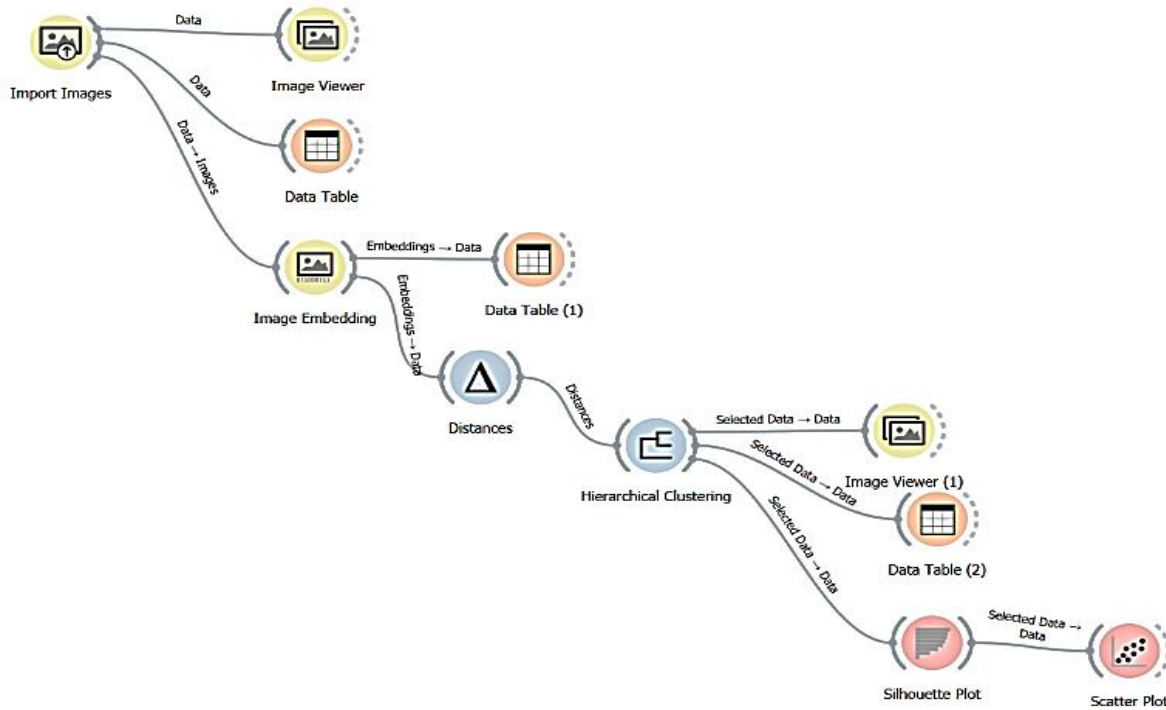 Data
Import Images
Image Viewer
Data
Data Table
Data → Images
Image Embedding
Embeddings → Data
Data Table (1)
Embeddings → Data
Distances
Distances
Hierarchical Clustering
Selected Data → Data
Image Viewer (1)
Selected Data → Data
Data Table (2)
Selected Data → Data
Silhouette Plot
Selected Data →
Data
Scatter Plot